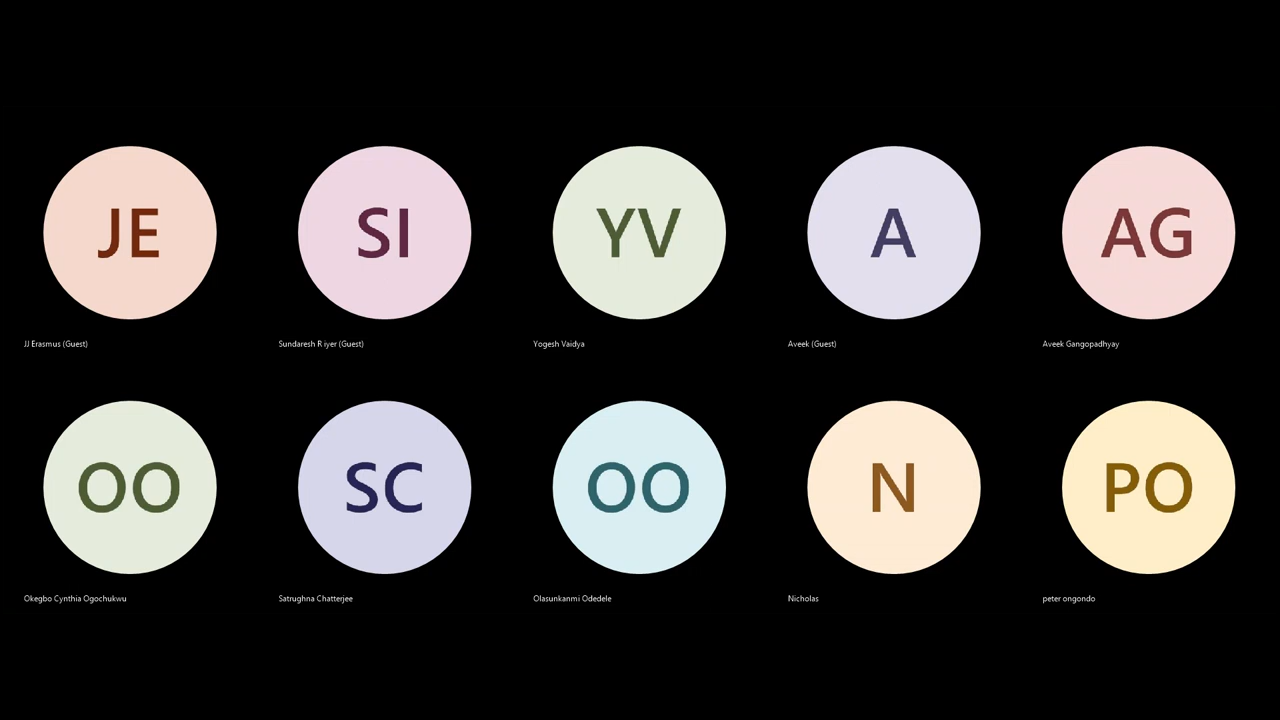 JE
SI
YV
A
AG
JJ Erasmus (Guest)
Sundaresh R iyer (Guest)
Yogesh Vaidya
Aveek (Guest)
Aveek Gangopadhyay
OO
SC
OO
N
PO
Okegbo Cynthia Ogochukwu
Satrughna Chatterjee
Olasunkanmi Odedele
Nicholas
peter ongondo